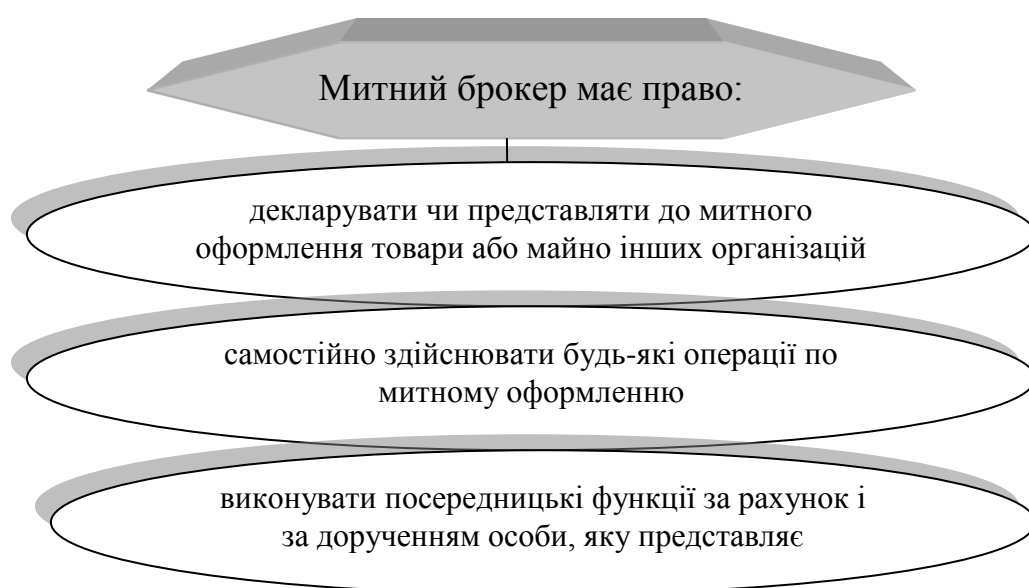 Митний брокер має право:
декларувати чи представляти до митного
оформлення товари або майно інших організацій
самостійно здійснювати будь-які операції по
митному оформленню
виконувати посередницькі функції за рахунок і
за дорученням особи, яку представляє